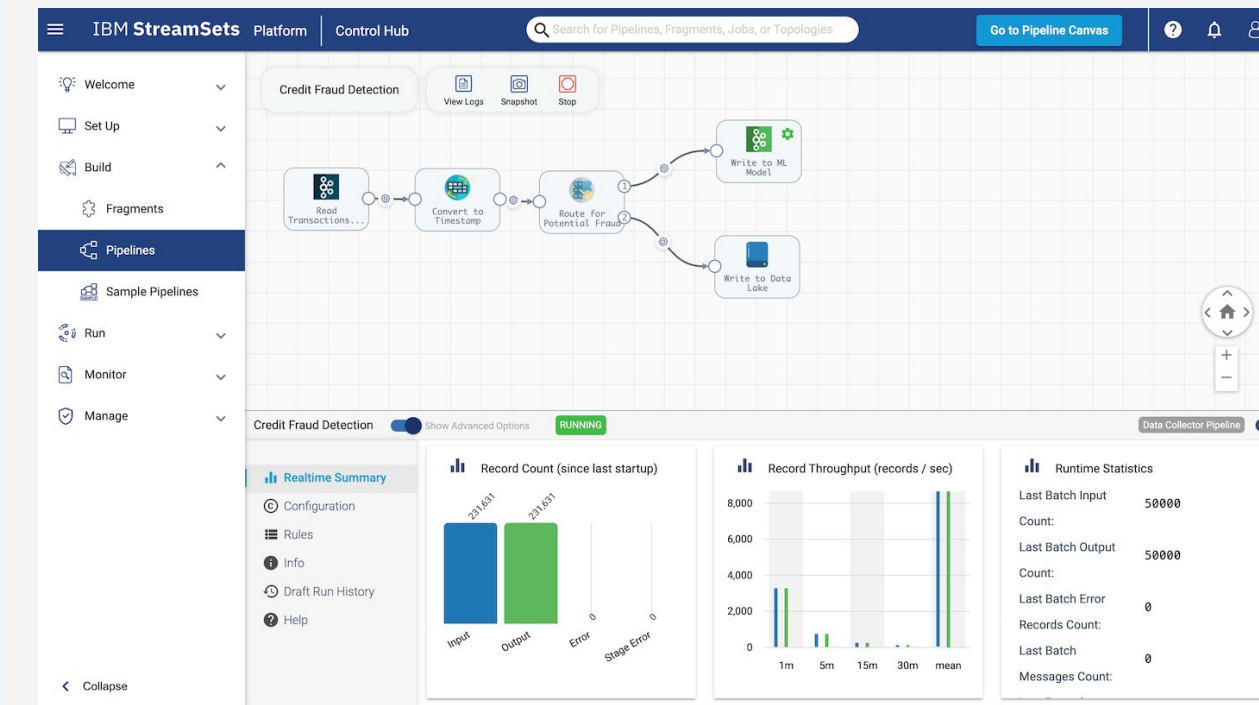 IBM StreamSets Platform Control Hub
Search for Pipelines, Fragments, Jobs, or Topologies
Go to Pipeline Canvas
Welcome
Set Up
Build
Fragments
Pipelines
Sample Pipelines
Run
Monitor
Manage
Collapse
Credit Fraud Detection
View Logs
Snapshot
Stop
Read
Transactions...
Convert to
Timestamp
Route for
Potential Fraud
1
2
Write to ML
Model
Write to Data
Lake
Credit Fraud Detection
Show Advanced Options
RUNNING
Data Collector Pipeline
Realtime Summary
Configuration
Rules
Info
Draft Run History
Help
Record Count (since last startup)
231,631
231,631
0
0
Input
Output
Error
Stage Error
Record Throughput (records / sec)
8,000
6,000
4,000
2,000
0
1m
5m
15m
30m
mean
Runtime Statistics
Last Batch Input
Count:
50000
Last Batch Output
Count:
50000
Last Batch Error
Records Count:
0
Last Batch
Messages Count:
0